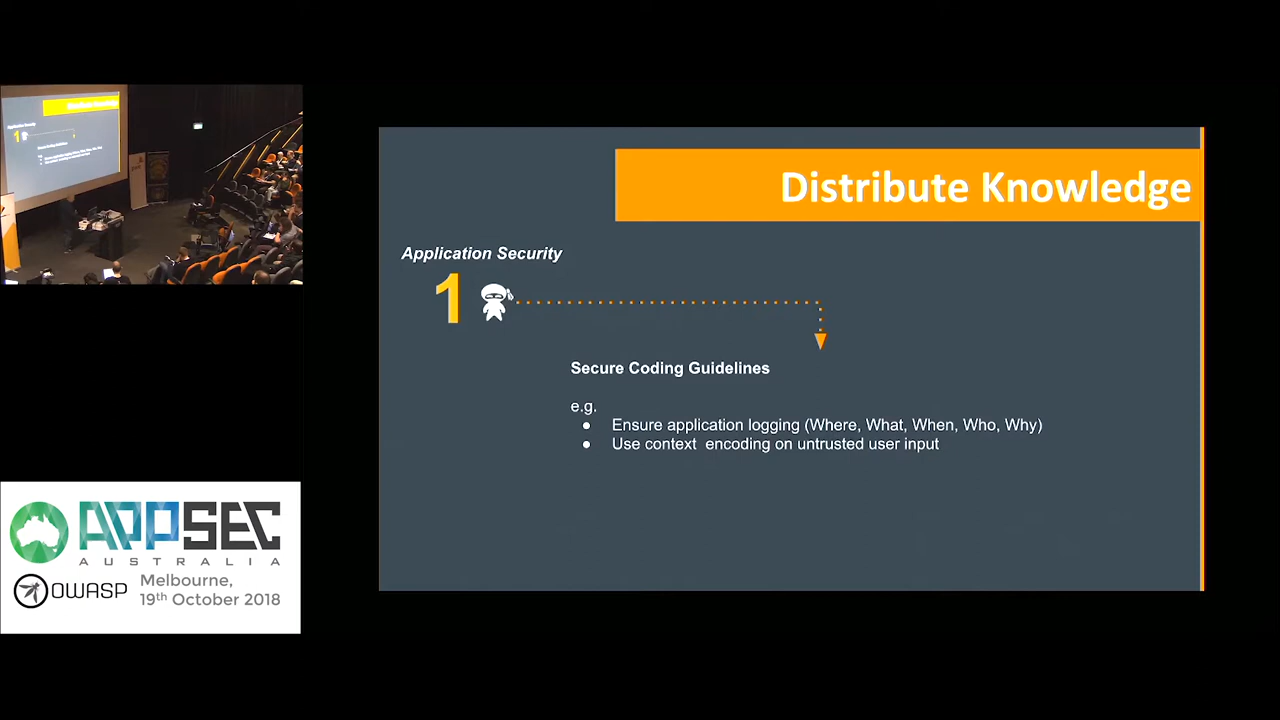 Distribute Knowledge
Application Security
1
Secure Coding Guidelines
e.g.
● Ensure application logging (Where, What, When, Who, Why)
● Use context encoding on untrusted user input
APPSEC
AUSTRALIA
OWASP
Melbourne,
19th October 2018